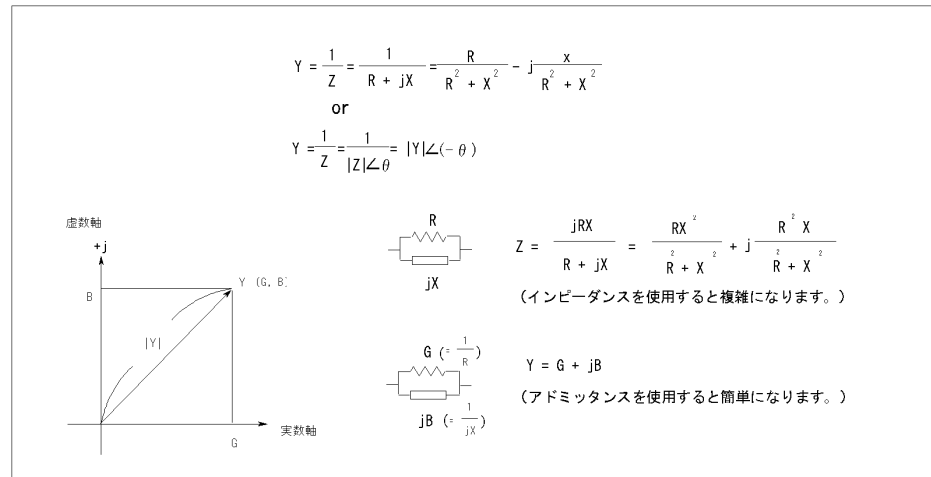 Y = 1/Z = 1/(R + jX) = R/(R² + X²) - j x/(R² + X²)
or
Y = 1/Z = 1/(|Z|∠θ) = |Y|∠(- θ)
虚数軸
+j
B
Y (G, B)
|Y|
実数軸
G
R
jX
Z = jRX/(R + jX) = RX²/(R² + X²) + j R²X/(R² + X²)
(インピーダンスを使用すると複雑になります。)
G (= 1/R)
jB (= 1/jX)
Y = G + jB
(アドミッタンスを使用すると簡単になります。)